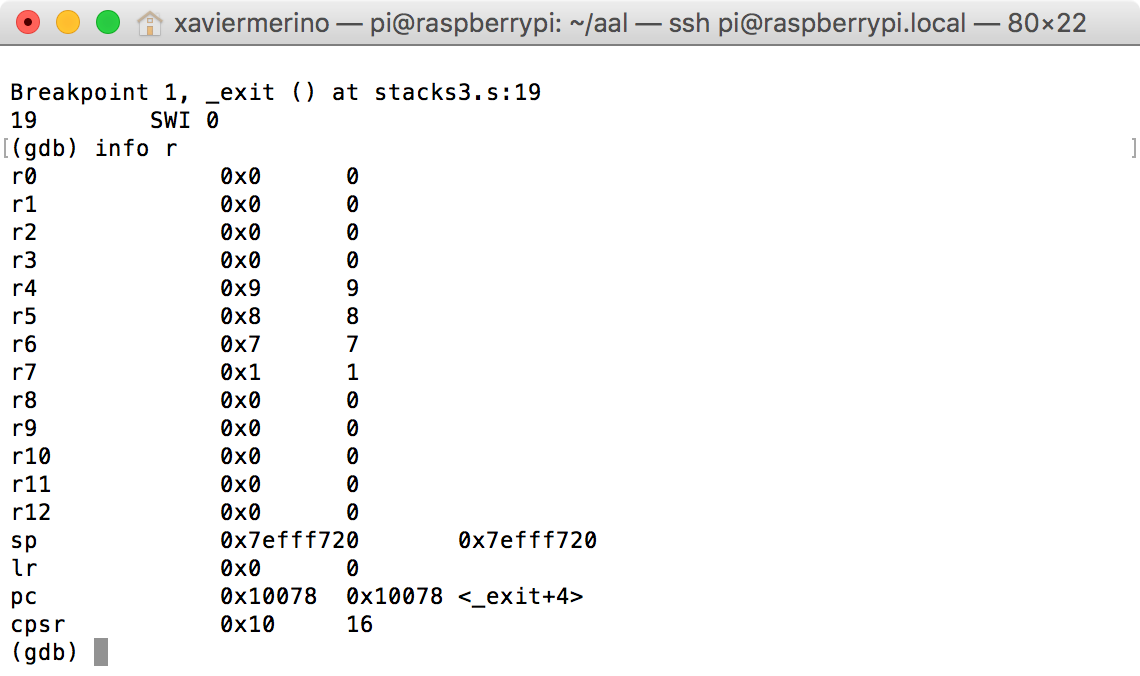 xaviermerino — pi@raspberrypi: ~/aal — ssh pi@raspberrypi.local — 80×22
Breakpoint 1, _exit () at stacks3.s:19
19        SWI 0
[(gdb) info r ]
r0             0x0      0
r1             0x0      0
r2             0x0      0
r3             0x0      0
r4             0x9      9
r5             0x8      8
r6             0x7      7
r7             0x1      1
r8             0x0      0
r9             0x0      0
r10            0x0      0
r11            0x0      0
r12            0x0      0
sp             0x7efff720       0x7efff720
lr             0x0      0
pc             0x10078  0x10078 <_exit+4>
cpsr           0x10     16
(gdb)